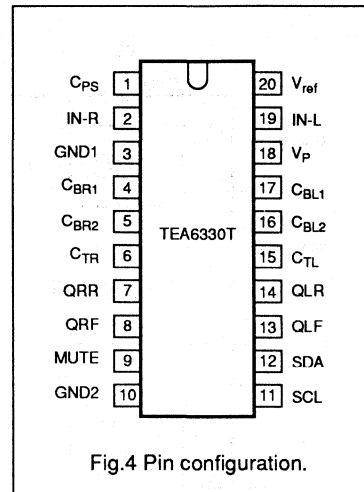 CPS 1 20 Vref
IN-R 2 19 IN-L
GND1 3 18 VP
CBR1 4 17 CBL1
CBR2 5 16 CBL2
TEA6330T
CTR 6 15 CTL
QRR 7 14 QLR
QRF 8 13 QLF
MUTE 9 12 SDA
GND2 10 11 SCL
Fig.4 Pin configuration.